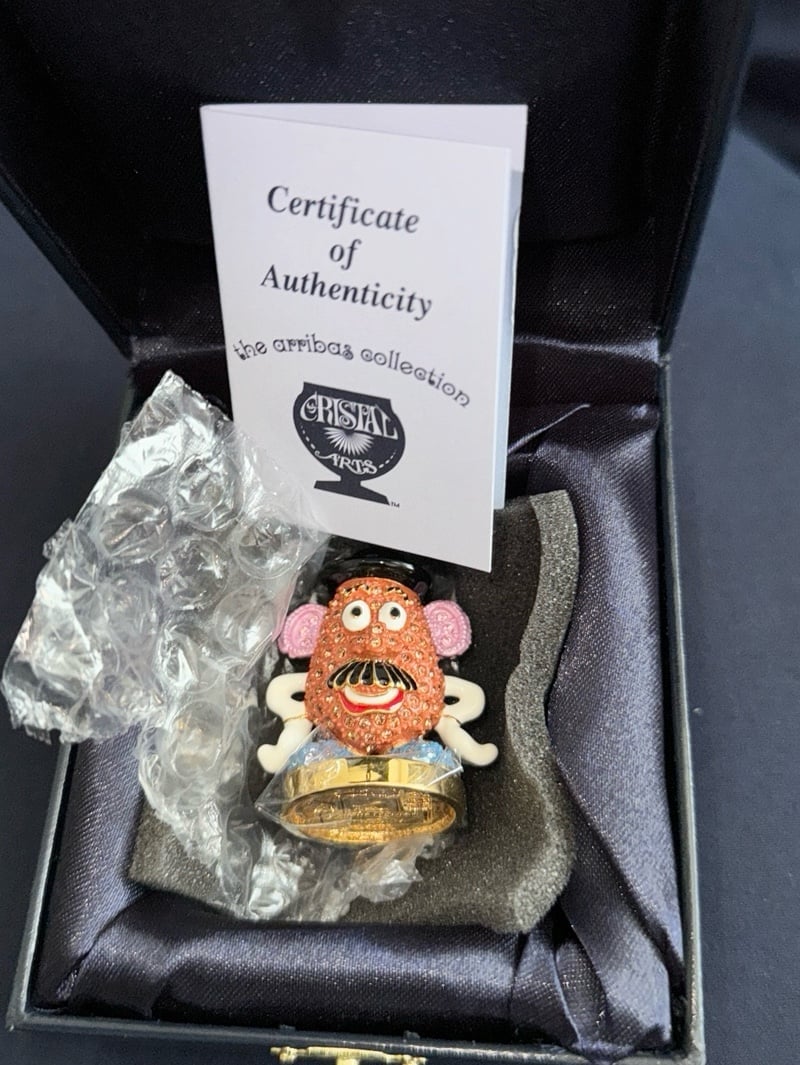 Certificate
of
Authenticity
the arribas collection
CRISTAL
ARTS
TM